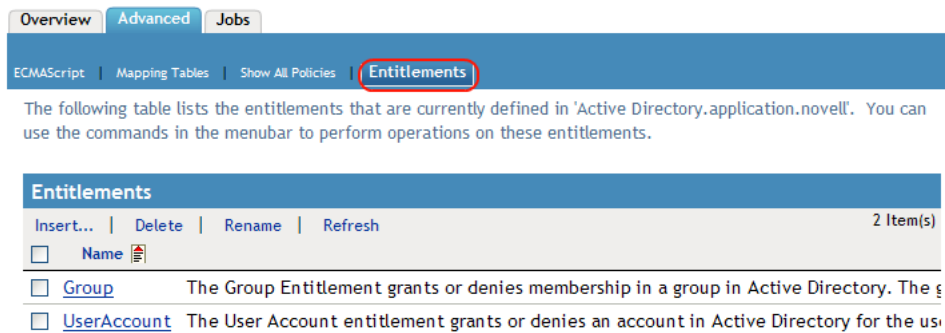 Overview Advanced Jobs
ECMAScript | Mapping Tables | Show All Policies | Entitlements
The following table lists the entitlements that are currently defined in 'Active Directory.application.novell'. You can
use the commands in the menubar to perform operations on these entitlements.
Entitlements
Insert... | Delete | Rename | Refresh 2 Item(s)
Name
Group The Group Entitlement grants or denies membership in a group in Active Directory. The
UserAccount The User Account entitlement grants or denies an account in Active Directory for the